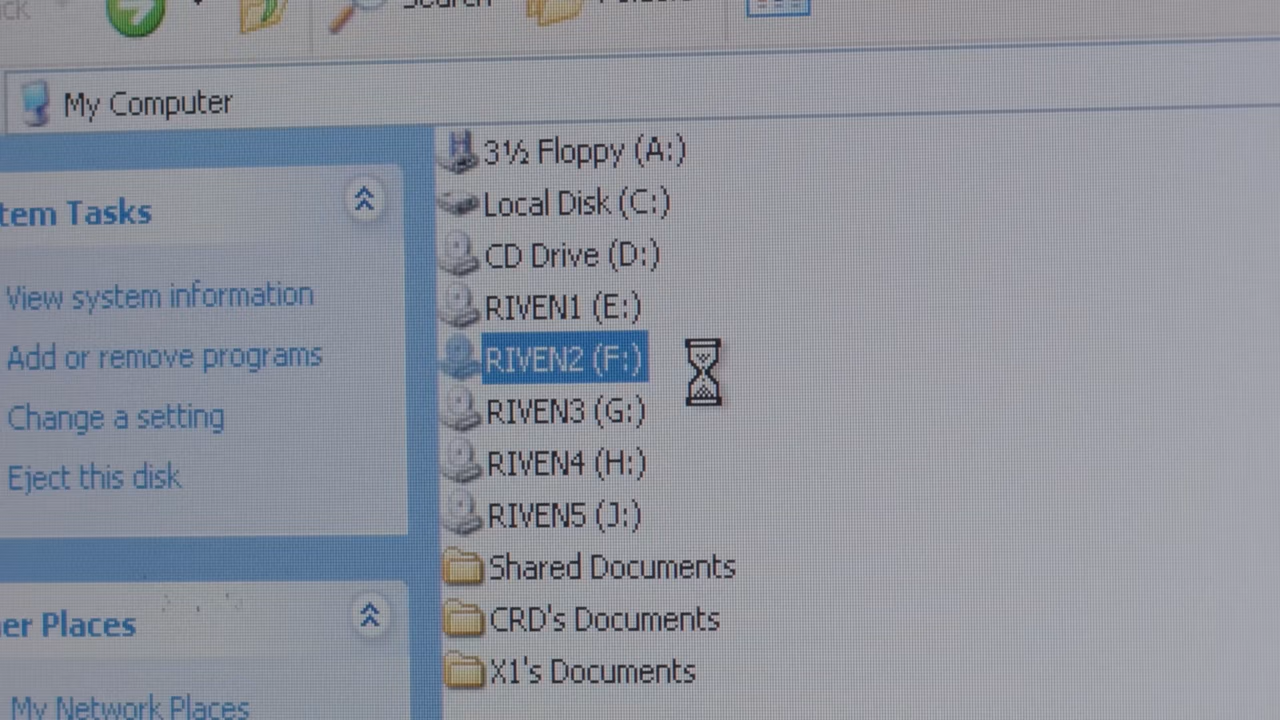 Search
My Computer
3½ Floppy (A:)
Local Disk (C:)
CD Drive (D:)
RIVEN1 (E:)
RIVEN2 (F:)
RIVEN3 (G:)
RIVEN4 (H:)
RIVEN5 (J:)
Shared Documents
CRD's Documents
X1's Documents
tem Tasks
View system information
Add or remove programs
Change a setting
Eject this disk
er Places
My Network Places